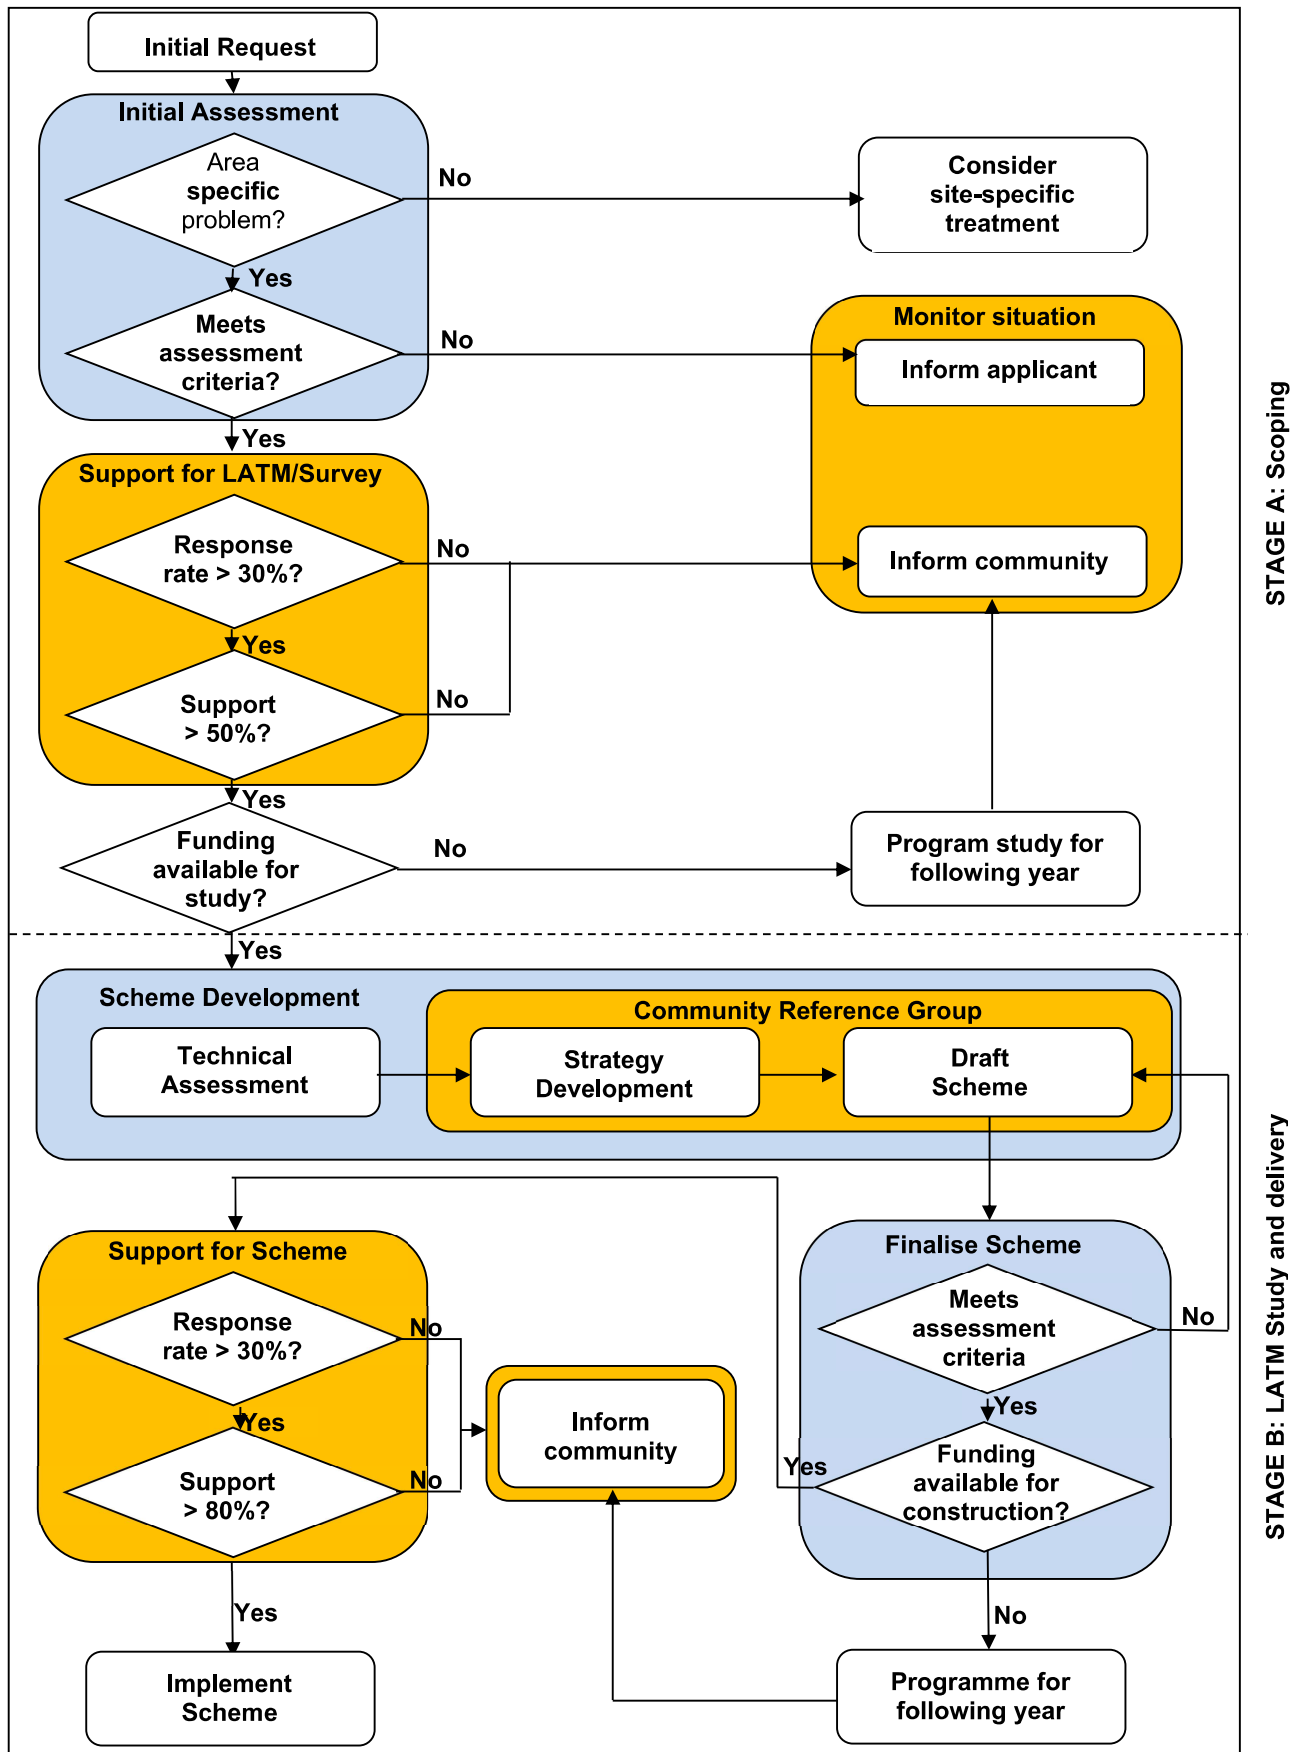 Initial Request
Initial Assessment
Area
specific
problem?
No
Consider
site-specific
treatment
Yes
Meets
assessment
criteria?
No
Monitor situation
Inform applicant
Yes
Support for LATM/Survey
Response
rate > 30%?
No
Inform community
Yes
Support
> 50%?
No
Yes
Funding
available for
study?
No
Program study for
following year
STAGE A: Scoping
Yes
Scheme Development
Community Reference Group
Technical
Assessment
Strategy
Development
Draft
Scheme
Support for Scheme
Response
rate > 30%?
No
Yes
Support
> 80%?
No
Inform
community
Finalise Scheme
Meets
assessment
criteria
No
Yes
Funding
available for
construction?
Yes
No
Yes
Implement
Scheme
Programme for
following year
STAGE B: LATM Study and delivery